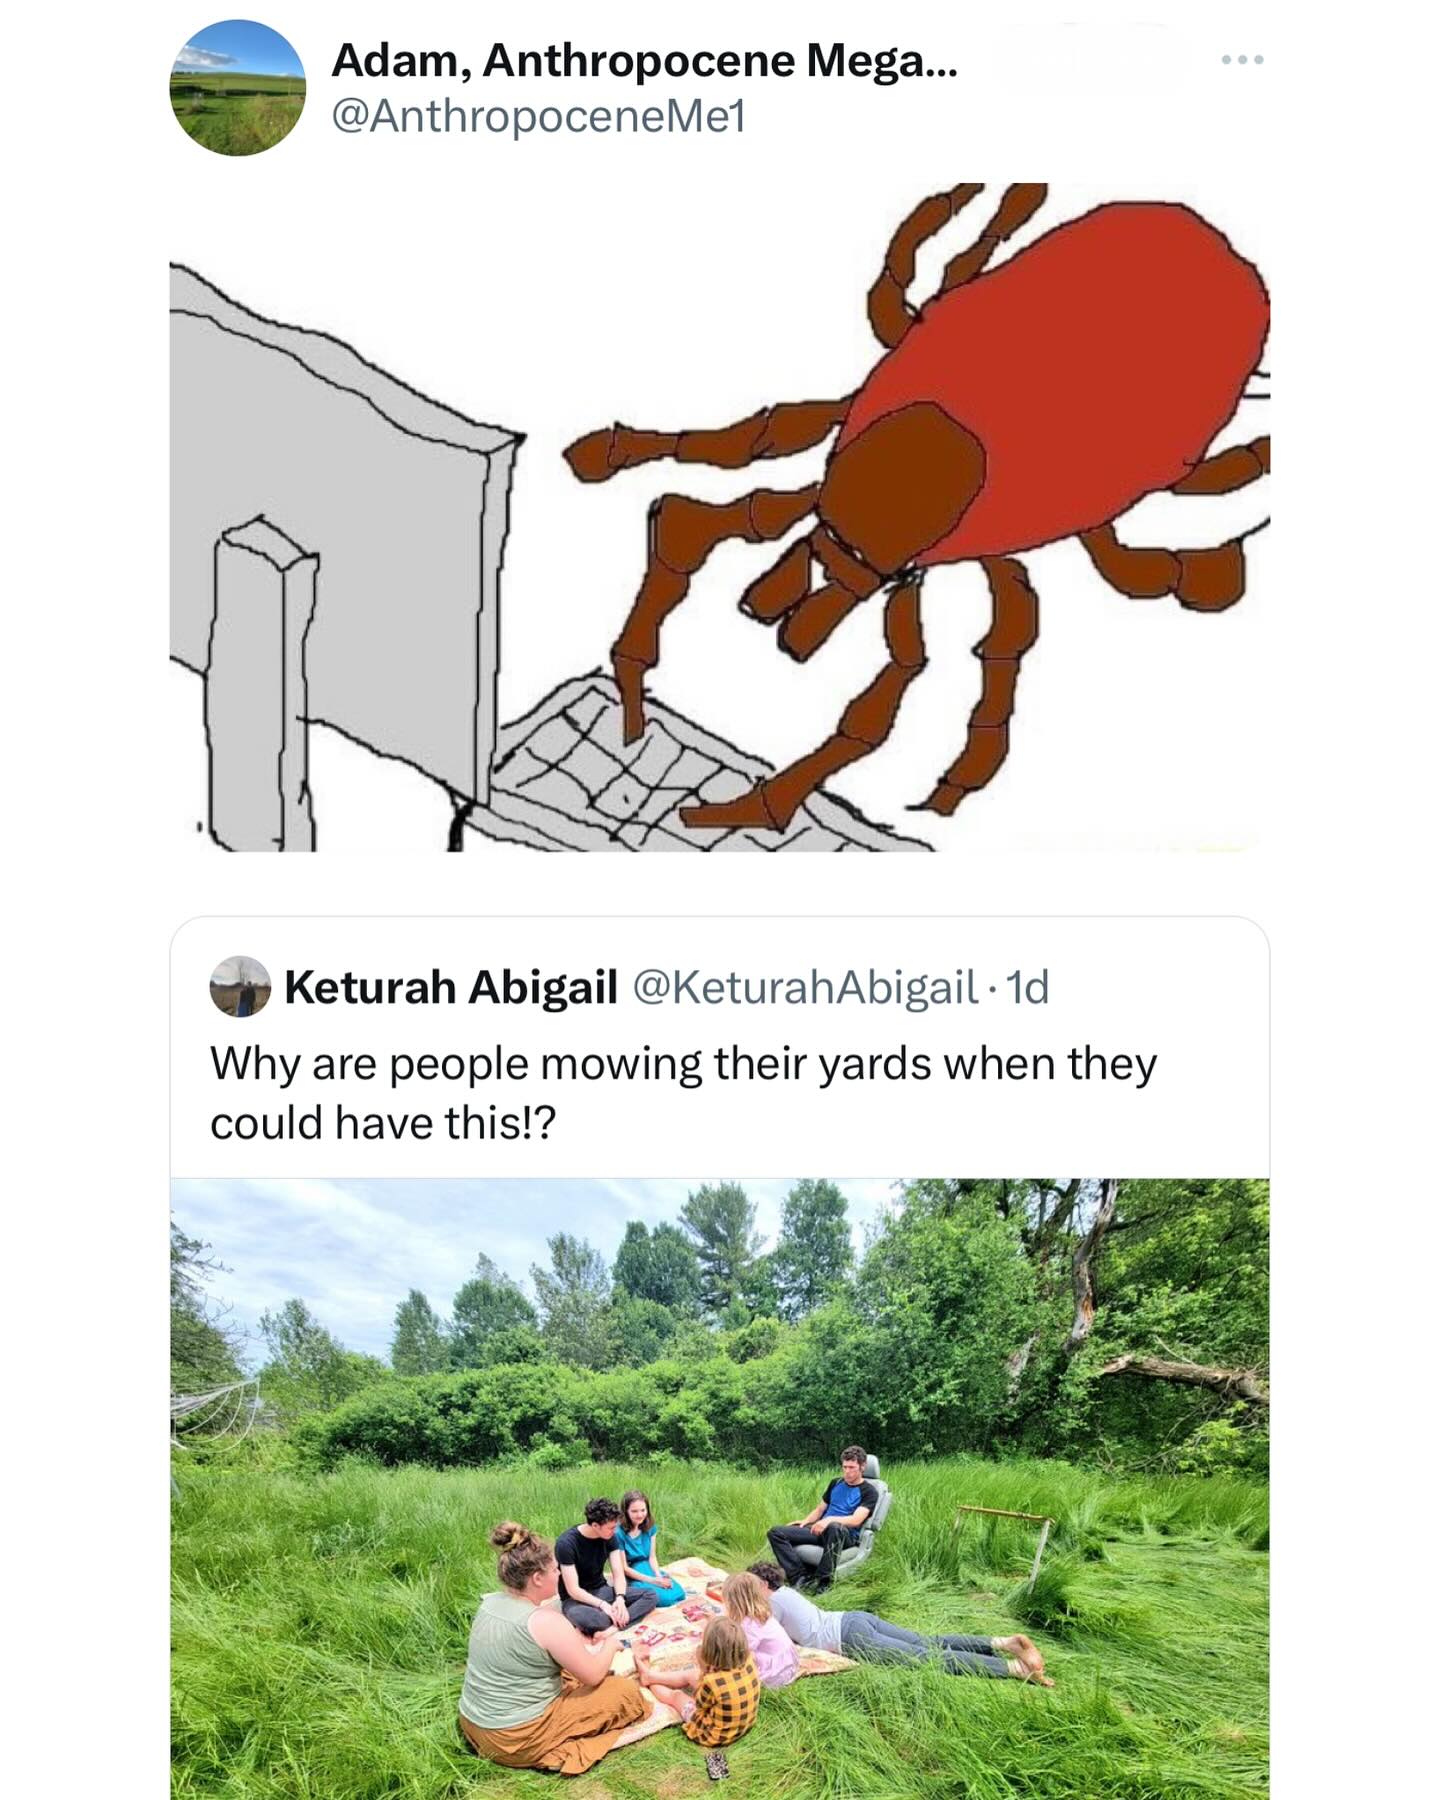 Adam, Anthropocene Mega...
@AnthropoceneMe1
Keturah Abigail @KeturahAbigail · 1d
Why are people mowing their yards when they
could have this!?